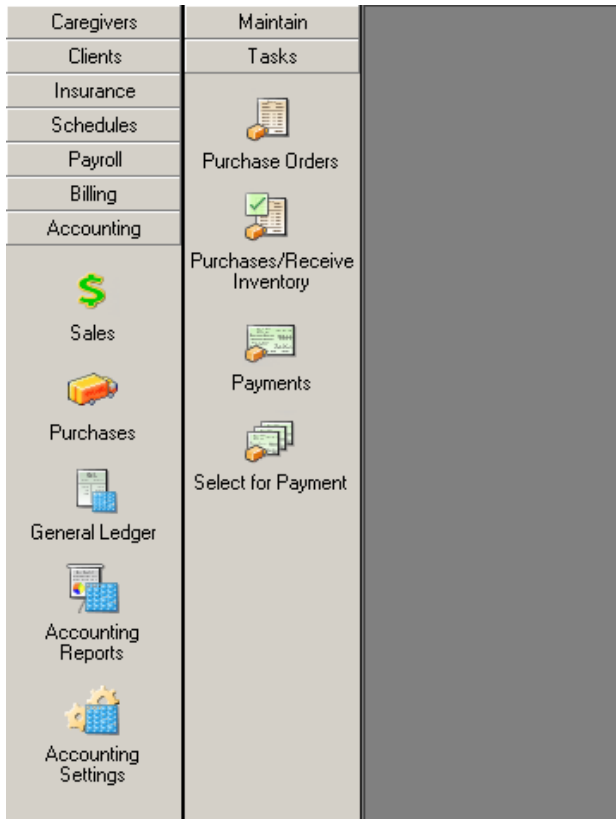 Caregivers
Clients
Insurance
Schedules
Payroll
Billing
Accounting
Sales
Purchases
General Ledger
Accounting
Reports
Accounting
Settings
Maintain
Tasks
Purchase Orders
Purchases/Receive
Inventory
Payments
Select for Payment